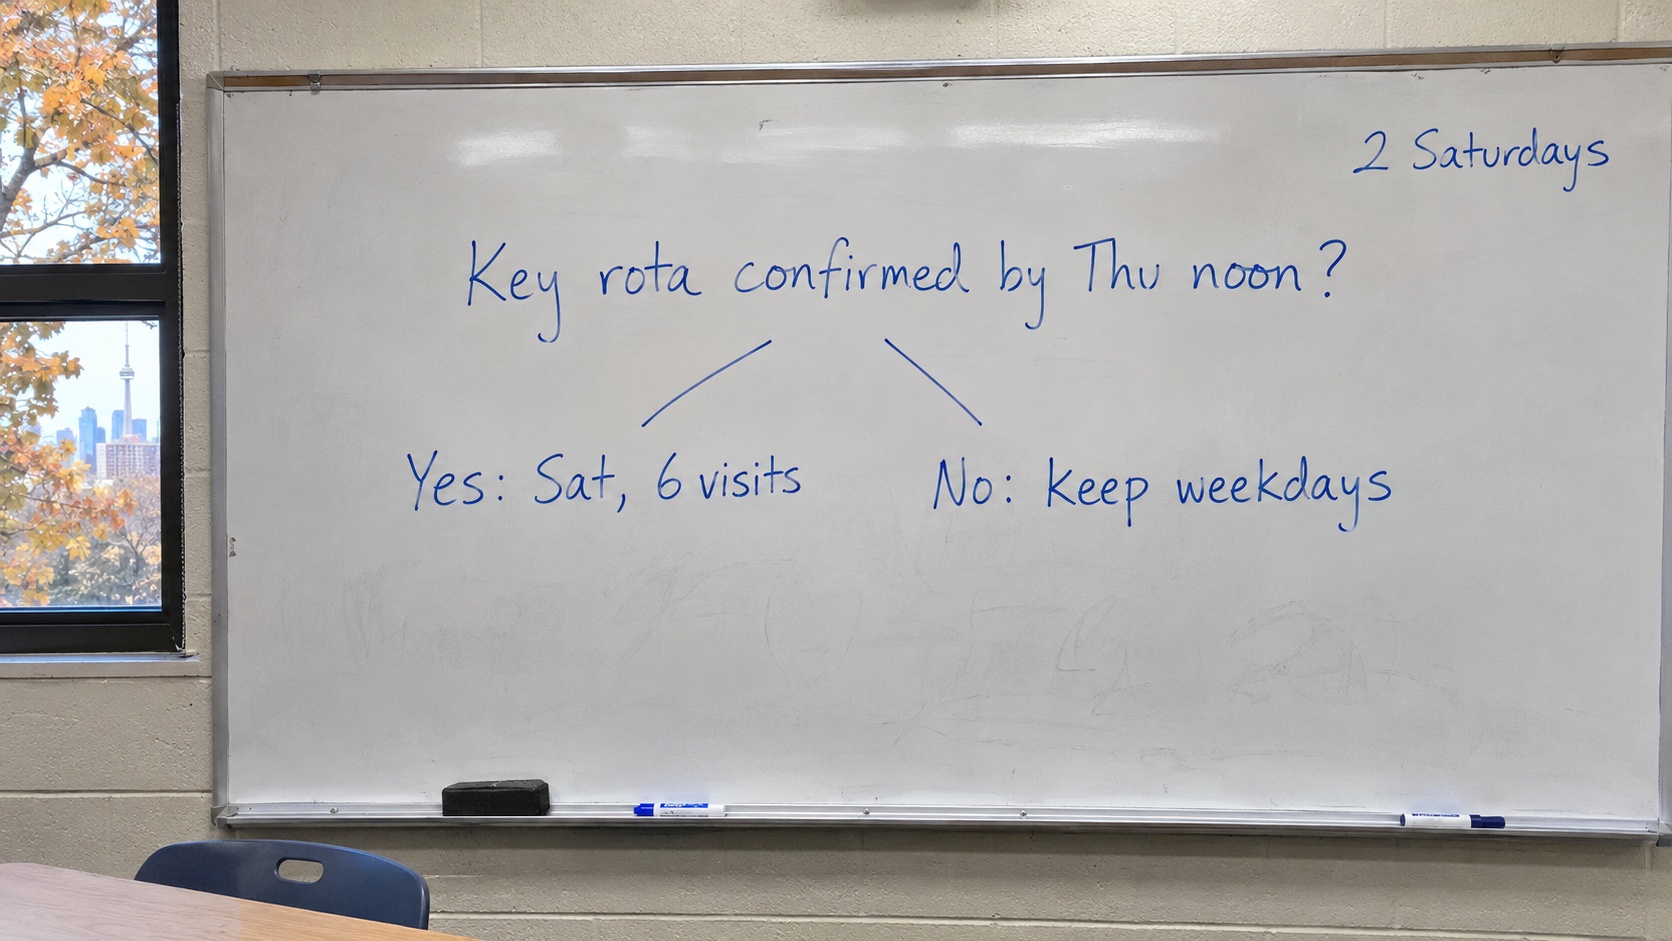 2 Saturdays
Key rota confirmed by Thu noon?
Yes: Sat, 6 visits
No: keep weekdays